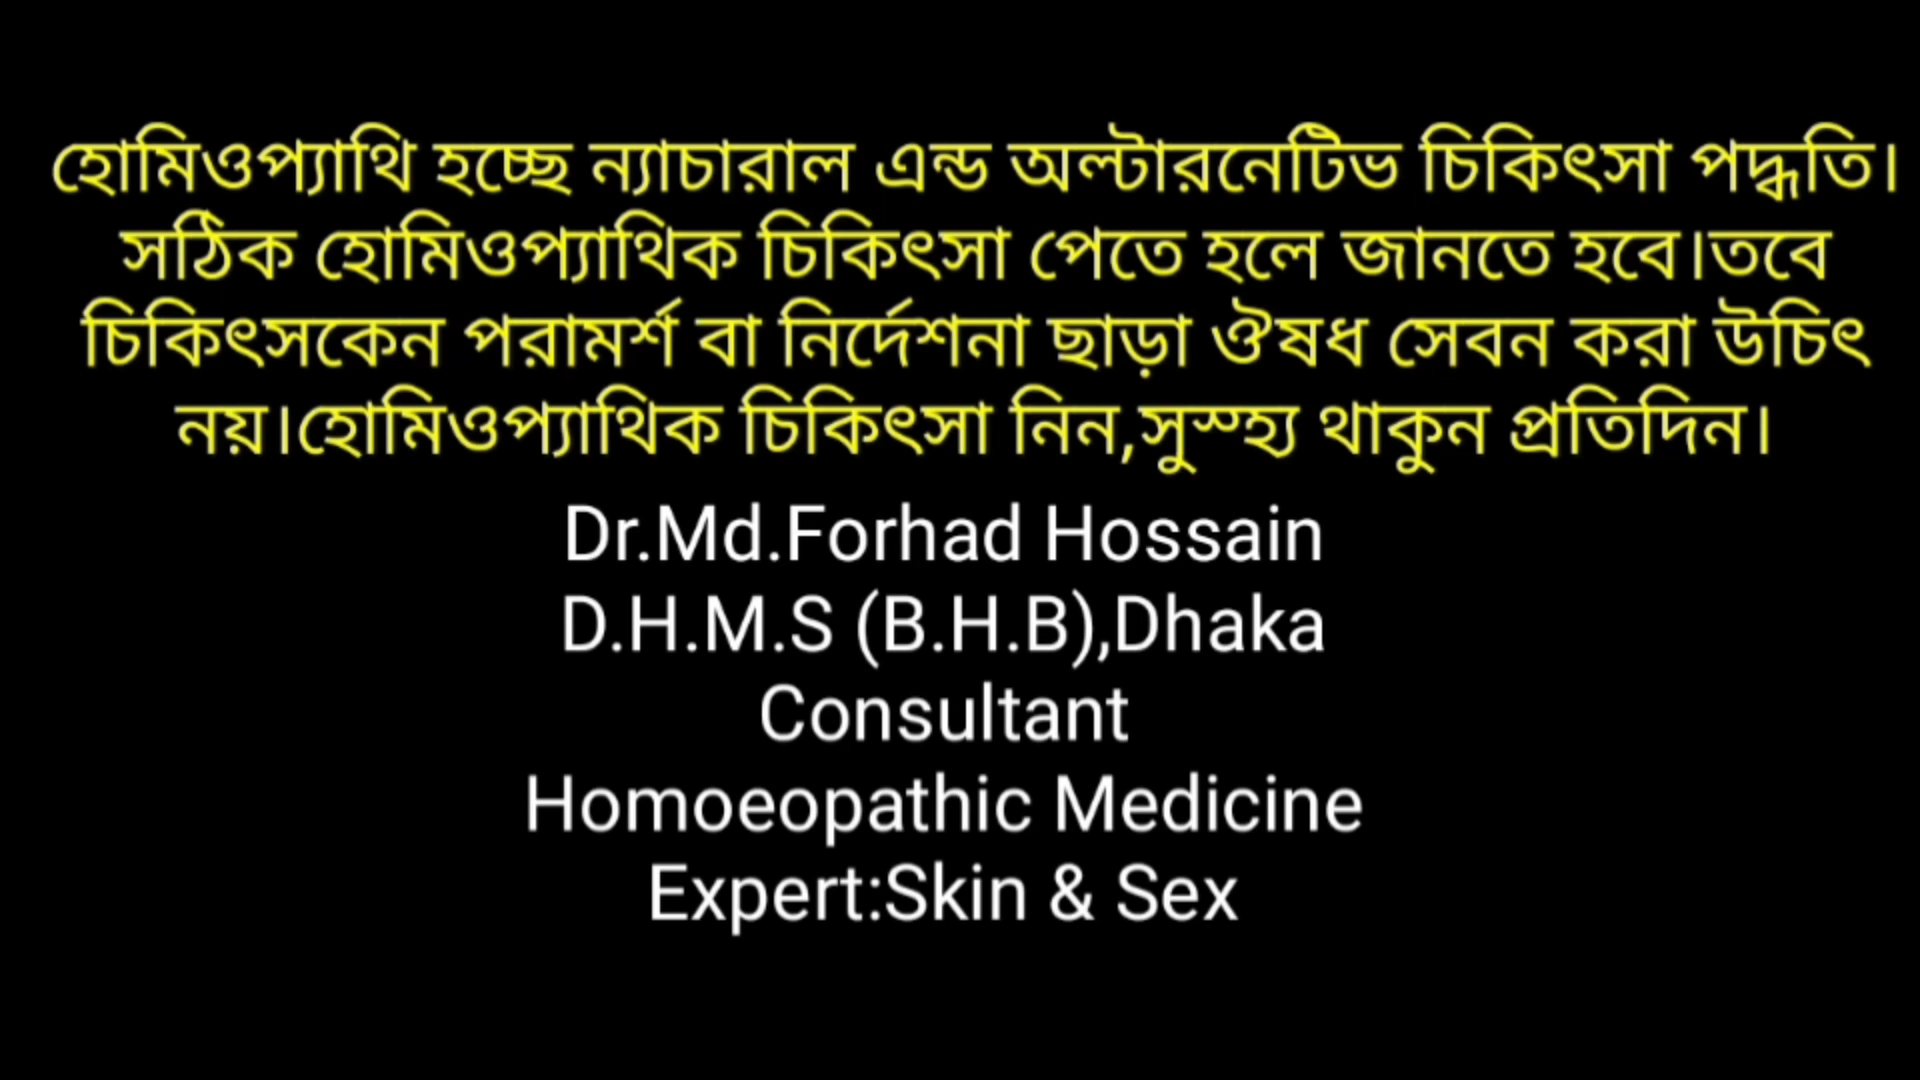 হোমিওপ্যাথি হচ্ছে ন্যাচারাল এন্ড অল্টারনেটিভ চিকিৎসা পদ্ধতি।
সঠিক হোমিওপ্যাথিক চিকিৎসা পেতে হলে জানতে হবে।তবে
চিকিৎসকেন পরামর্শ বা নির্দেশনা ছাড়া ঔষধ সেবন করা উচিৎ
নয়।হোমিওপ্যাথিক চিকিৎসা নিন,সুস্হ্য থাকুন প্রতিদিন।
Dr.Md.Forhad Hossain
D.H.M.S (B.H.B),Dhaka
Consultant
Homoeopathic Medicine
Expert:Skin & Sex